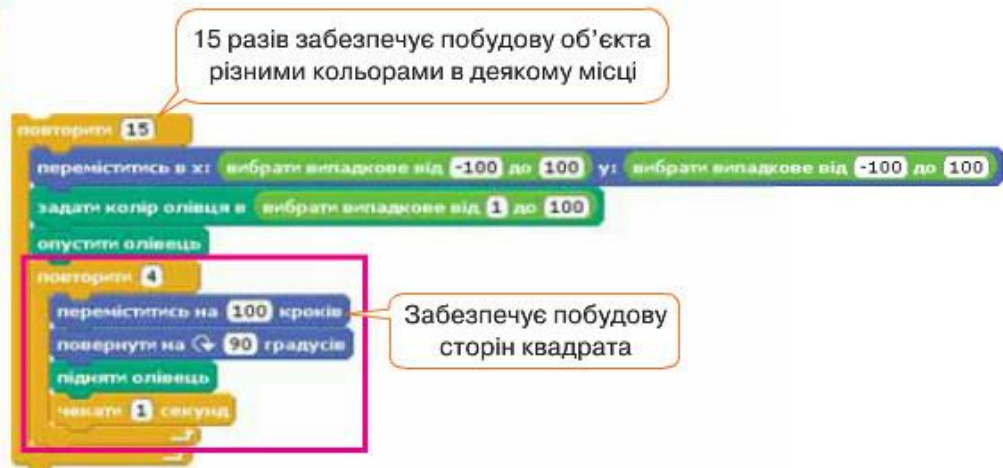 15 разів забезпечує побудову об’єкта
різними кольорами в деякому місці
повторити 15
переміститись в x: вибрати випадкове від -100 до 100 y: вибрати випадкове від -100 до 100
задати колір олівця в вибрати випадкове від 1 до 100
опустити олівець
повторити 4
переміститись на 100 кроків
повернути на ↻ 90 градусів
підняти олівець
чекати 1 секунд
Забезпечує побудову
сторін квадрата